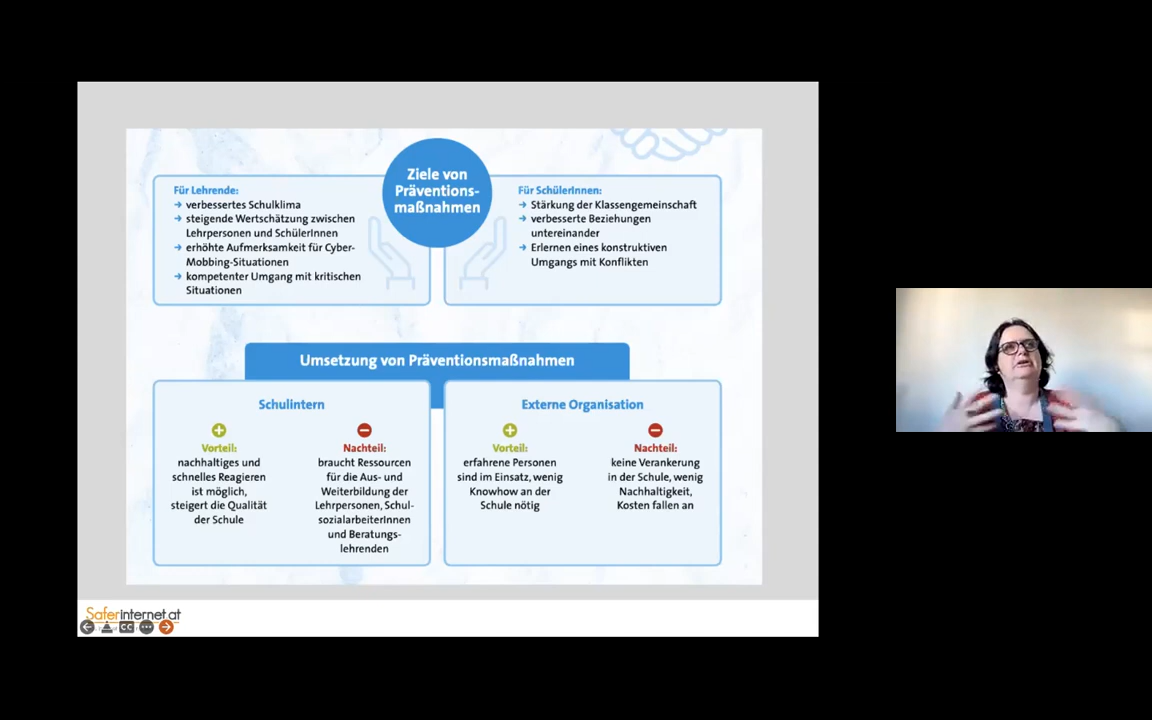 Ziele von
Präventions-
maßnahmen
Für Lehrende:
→ verbessertes Schulklima
→ steigende Wertschätzung zwischen
Lehrpersonen und SchülerInnen
→ erhöhte Aufmerksamkeit für Cyber-
Mobbing-Situationen
→ kompetenter Umgang mit kritischen
Situationen
Für SchülerInnen:
→ Stärkung der Klassengemeinschaft
→ verbesserte Beziehungen
untereinander
→ Erlernen eines konstruktiven
Umgangs mit Konflikten
Umsetzung von Präventionsmaßnahmen
Schulintern
Vorteil:
nachhaltiges und
schnelles Reagieren
ist möglich,
steigert die Qualität
der Schule
Nachteil:
braucht Ressourcen
für die Aus- und
Weiterbildung der
Lehrpersonen, Schul-
sozialarbeiterInnen
und Beratungs-
lehrenden
Externe Organisation
Vorteil:
erfahrene Personen
sind im Einsatz, wenig
Knowhow an der
Schule nötig
Nachteil:
keine Verankerung
in der Schule, wenig
Nachhaltigkeit,
Kosten fallen an
Saferinternet.at
CC